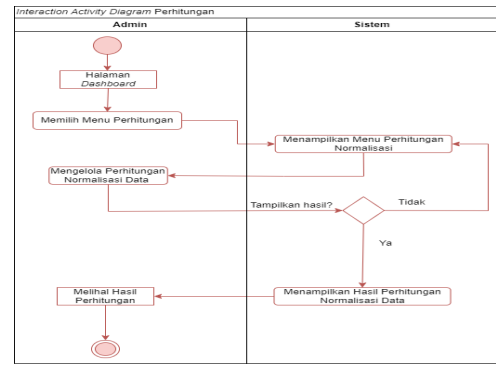 Interaction Activity Diagram Perhitungan
Admin
Sistem
Halaman
Dashboard
Memilih Menu Perhitungan
Menampilkan Menu Perhitungan
Normalisasi
Mengelola Perhitungan
Normalisasi Data
Tampilkan hasil?
Tidak
Ya
Melihal Hasil
Perhitungan
Menampilkan Hasil Perhitungan
Normalisasi Data